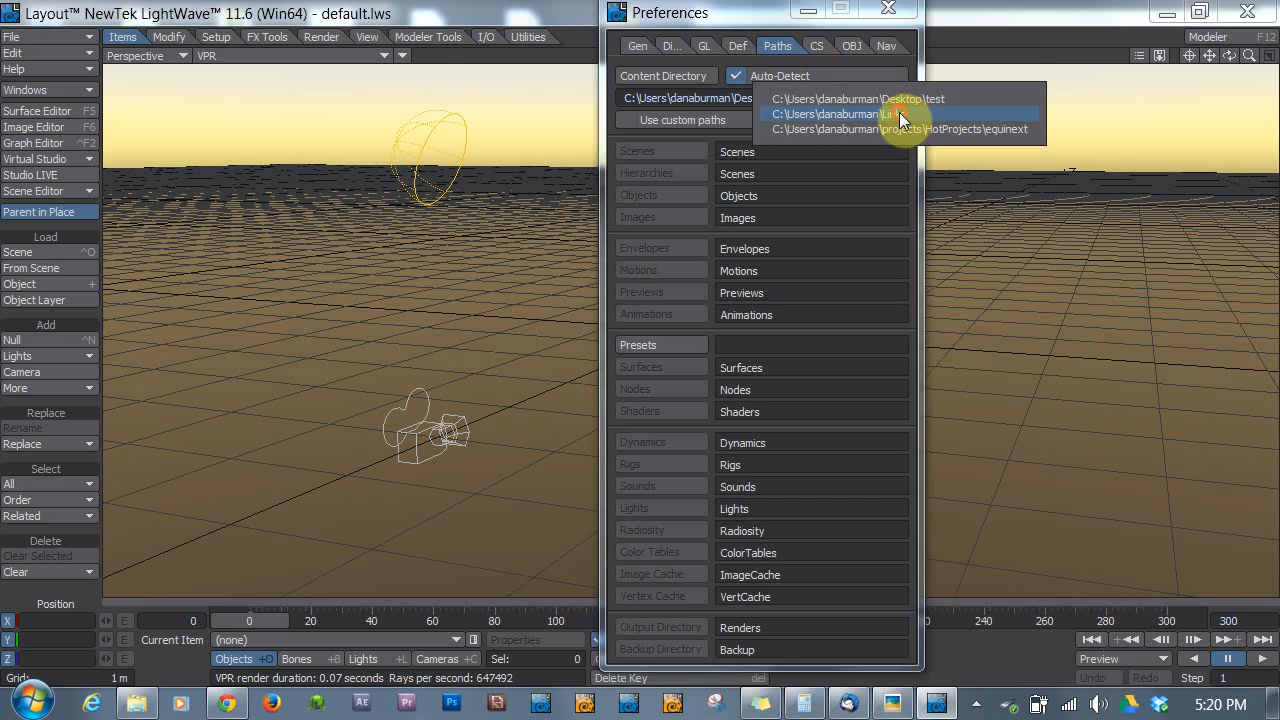 Layout™ NewTek LightWave™ 11.6 (Win64) - default.lws
Preferences
File
Items
Modify
Setup
FX Tools
Render
View
Modeler Tools
I/O
Utilities
Modeler F12
Edit
Perspective
VPR
Help
Windows
Surface Editor F5
Image Editor F6
Graph Editor ^F2
Virtual Studio
Studio LIVE
Scene Editor
Parent in Place
Load
Scene ^O
From Scene
Object +
Object Layer
Add
Null ^N
Lights
Camera
More
Replace
Rename
Replace
Select
All
Order
Related
Delete
Clear Selected
Clear
Position
Gen
Di...
GL
Def
Paths
CS
OBJ
Nav
Content Directory
Auto-Detect
C:\Users\danaburman\Des
C:\Users\danaburman\Desktop\test
C:\Users\danaburman\
C:\Users\danaburman\projects\HotProjects\equinext
Use custom paths
Scenes Scenes
Hierarchies Scenes
Objects Objects
Images Images
Envelopes Envelopes
Motions Motions
Previews Previews
Animations Animations
Presets
Surfaces Surfaces
Nodes Nodes
Shaders Shaders
Dynamics Dynamics
Rigs Rigs
Sounds Sounds
Lights Lights
Radiosity Radiosity
Color Tables ColorTables
Image Cache ImageCache
Vertex Cache VertCache
Output Directory Renders
Backup Directory Backup
X E 0 0 20 40 60 80 100 240 260 280 300 300
Y E Current Item (none) Properties
Z E Objects +O Bones +B Lights +L Cameras +C Sel: 0 Preview
Grid: 1 m VPR render duration: 0.07 seconds Rays per second: 647492 Delete Key del Undo Redo Step 1
5:20 PM